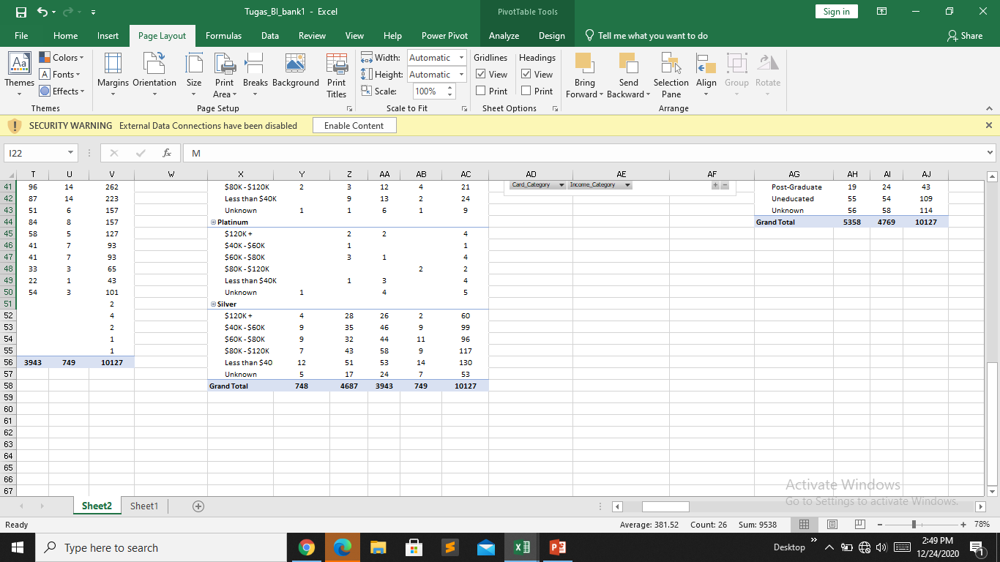 Tugas_BI_bank1 - Excel
PivotTable Tools
Sign in
File Home Insert Page Layout Formulas Data Review View Help Power Pivot Analyze Design Tell me what you want to do Share
Themes
Colors
Fonts
Effects
Themes
Margins Orientation Size Print Area Breaks Background Print Titles
Page Setup
Width: Automatic
Height: Automatic
Scale: 100%
Scale to Fit
Gridlines Headings
View View
Print Print
Sheet Options
Bring Forward Send Backward Selection Pane Align Group Rotate
Arrange
SECURITY WARNING External Data Connections have been disabled Enable Content
I22 fx M
T U V W X Y Z AA AB AC AD AE AF AG AH AI AJ
41 96 14 262 $80K - $120K 2 3 12 4 21 Card_Category Income_Category + − Post-Graduate 19 24 43
42 87 14 223 Less than $40K 9 13 2 24 Uneducated 55 54 109
43 51 6 157 Unknown 1 1 6 1 9 Unknown 56 58 114
44 84 8 157 Platinum Grand Total 5358 4769 10127
45 58 5 127 $120K + 2 2 4
46 41 7 93 $40K - $60K 1 1
47 41 7 93 $60K - $80K 3 1 4
48 33 3 65 $80K - $120K 2 2
49 22 1 43 Less than $40K 1 3 4
50 54 3 101 Unknown 1 4 5
51 2 Silver
52 4 $120K + 4 28 26 2 60
53 2 $40K - $60K 9 35 46 9 99
54 1 $60K - $80K 9 32 44 11 96
55 1 $80K - $120K 7 43 58 9 117
56 3943 749 10127 Less than $40 12 51 53 14 130
57 Unknown 5 17 24 7 53
58 Grand Total 748 4687 3943 749 10127
59
60
61
62
63
64
65
66
67
Activate Windows
Go to Settings to activate Windows.
Sheet2 Sheet1
Ready Average: 381.52 Count: 26 Sum: 9538 78%
Type here to search
Desktop
2:49 PM
12/24/2020
1